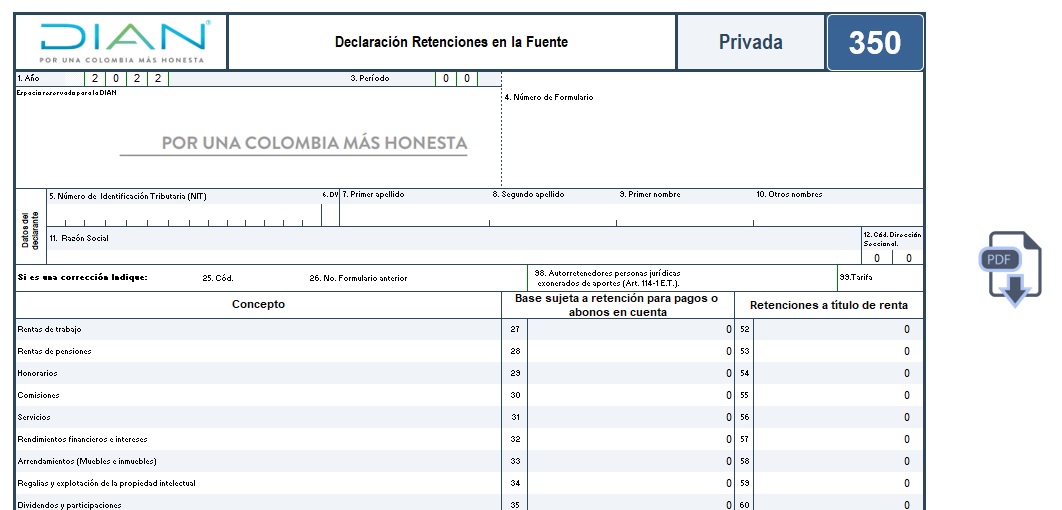 DIAN®
POR UNA COLOMBIA MÁS HONESTA
Declaración Retenciones en la Fuente
Privada
350
1. Año 2 0 2 2
3. Período 0 0
Espacio reservado para la DIAN
4. Número de Formulario
POR UNA COLOMBIA MÁS HONESTA
Datos del declarante
5. Número de Identificación Tributaria (NIT)
6. DV
7. Primer apellido
8. Segundo apellido
9. Primer nombre
10. Otros nombres
11. Razón Social
12. Cód. Dirección
Seccional.
0 0
Si es una corrección Indique:
25. Cód.
26. No. Formulario anterior
98. Autorretenedores personas jurídicas
exonerados de aportes (Art. 114-1 E.T.).
99.Tarifa
Concepto
Base sujeta a retención para pagos o
abonos en cuenta
Retenciones a título de renta
Rentas de trabajo 27 0 52 0
Rentas de pensiones 28 0 53 0
Honorarios 29 0 54 0
Comisiones 30 0 55 0
Servicios 31 0 56 0
Rendimientos financieros e intereses 32 0 57 0
Arrendamientos (Muebles e inmuebles) 33 0 58 0
Regalias y explotación de la propiedad intelectual 34 0 59 0
Dividendos y participaciones 35 0 60 0
PDF